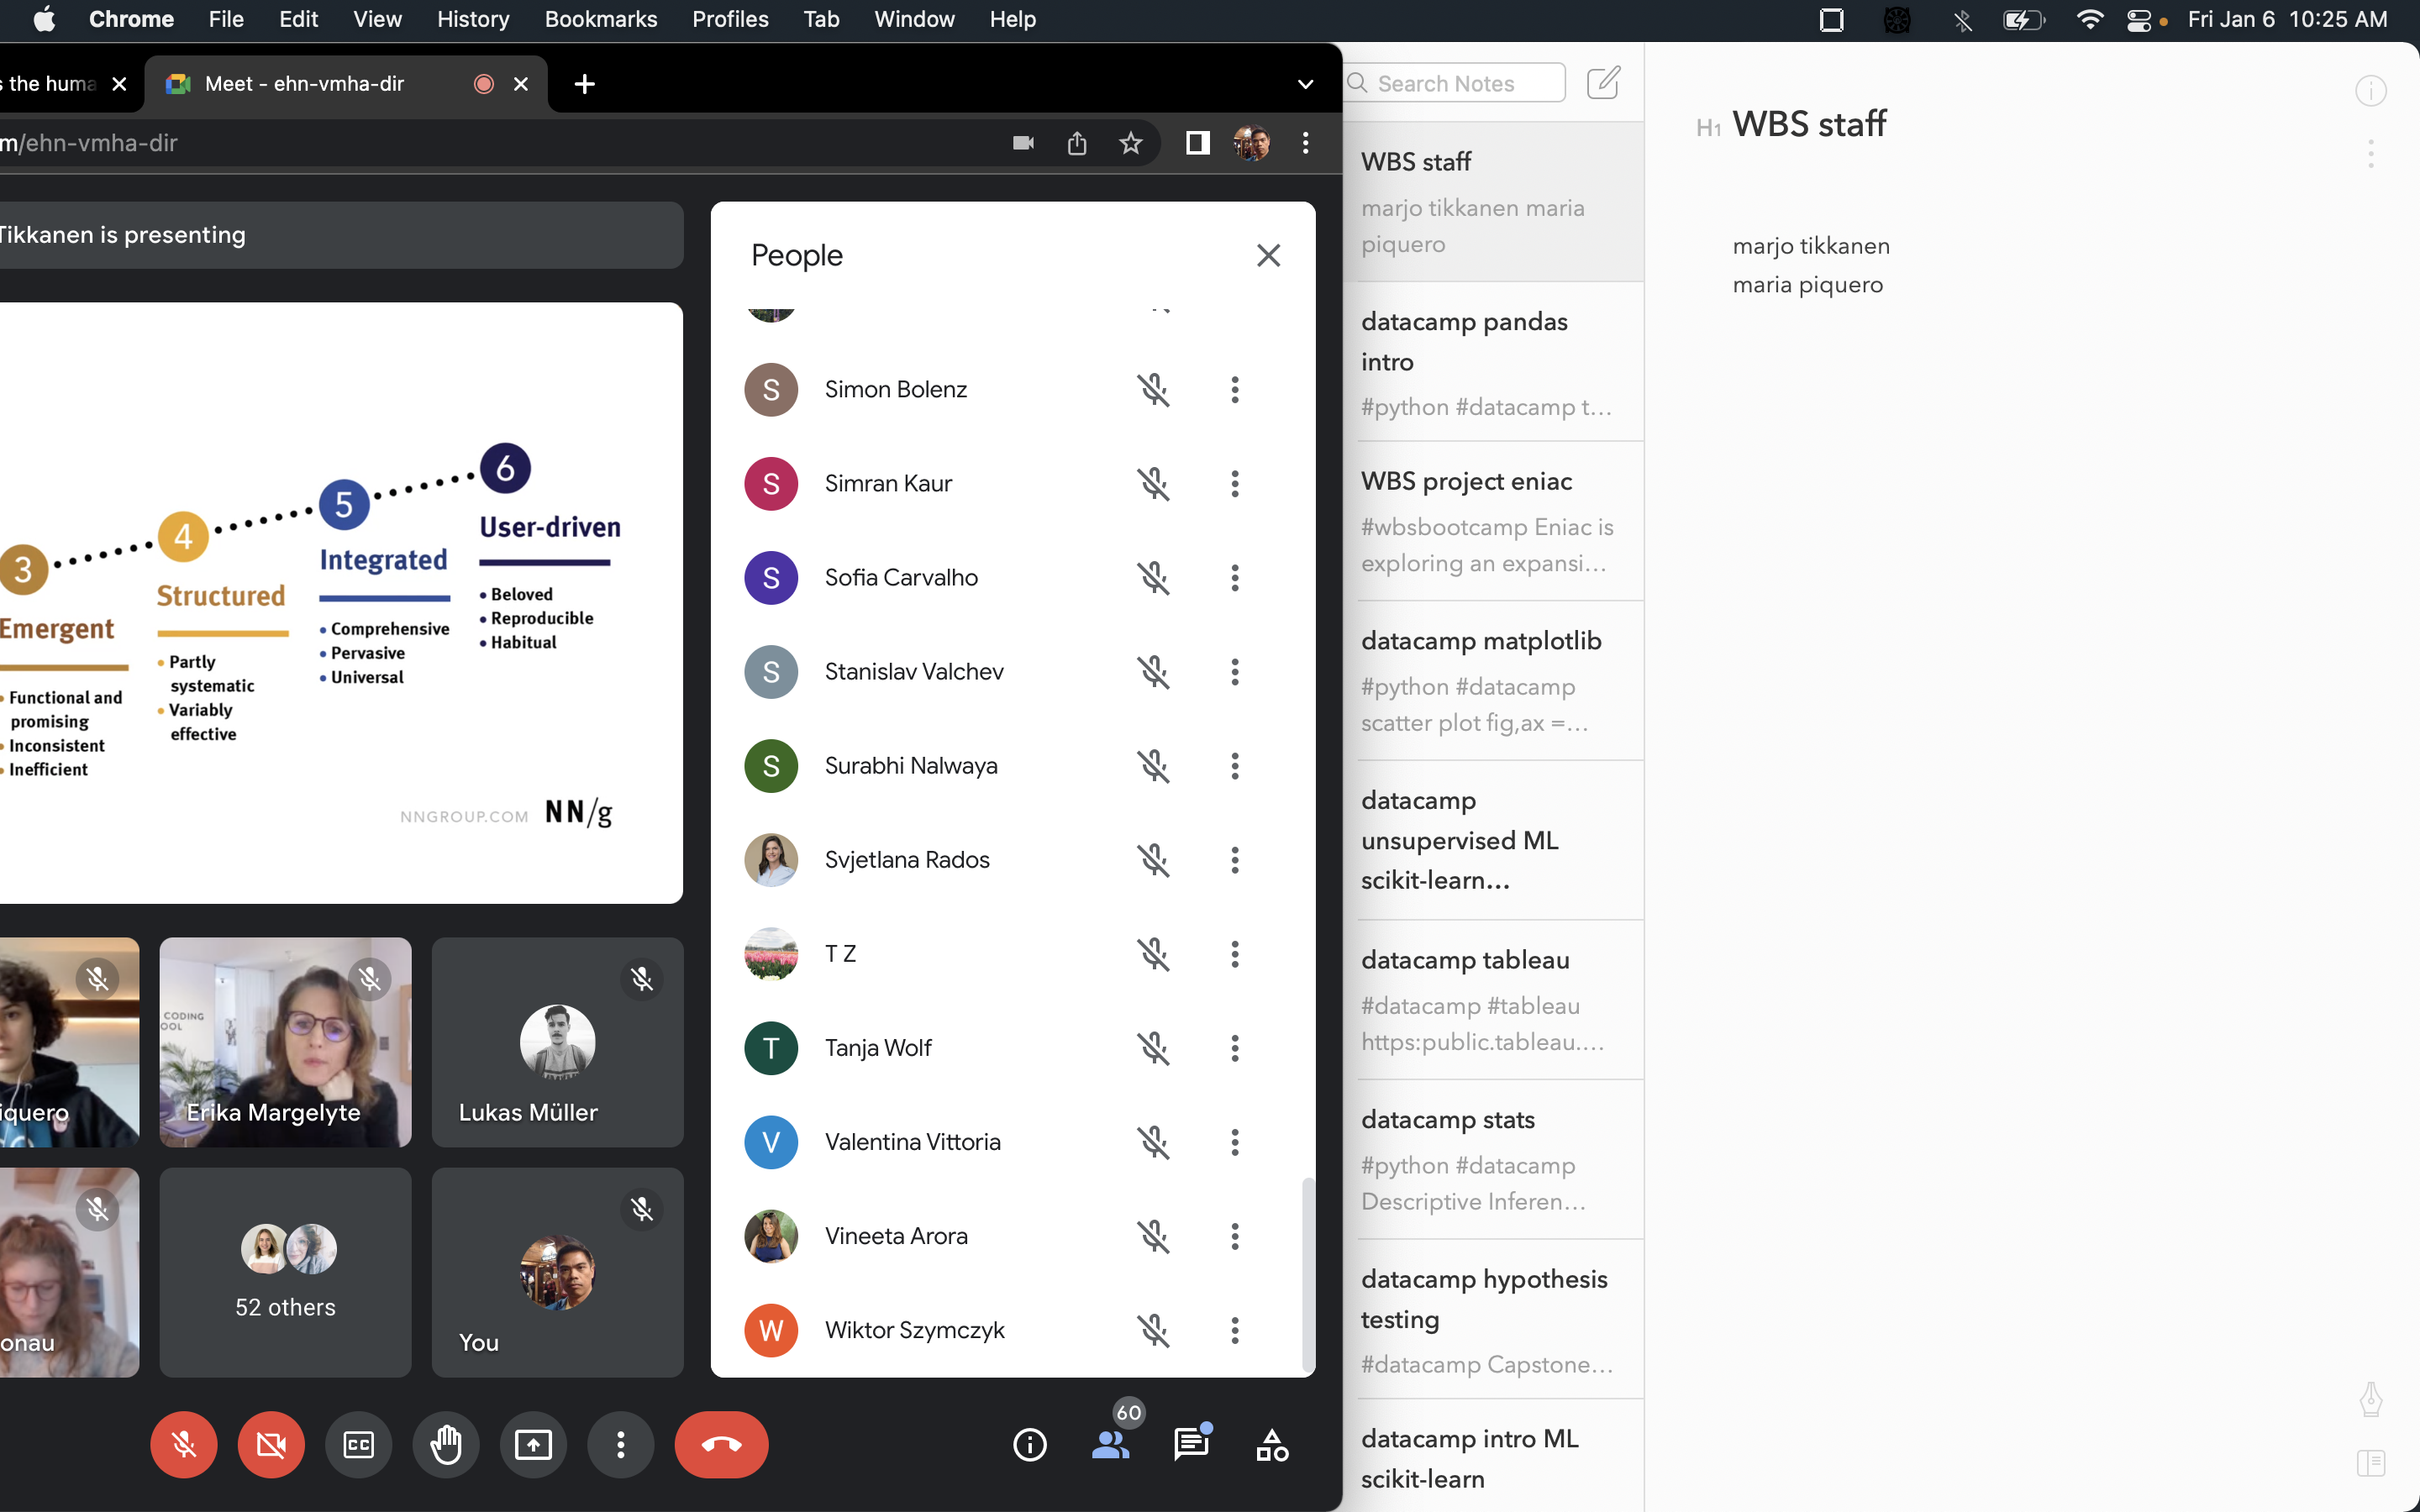 Chrome File Edit View History Bookmarks Profiles Tab Window Help
Fri Jan 6 10:25 AM
s the huma
Meet - ehn-vmha-dir
m/ehn-vmha-dir
Tikkanen is presenting
3
Emergent
• Functional and
promising
• Inconsistent
• Inefficient
4
Structured
• Partly
systematic
• Variably
effective
5
Integrated
• Comprehensive
• Pervasive
• Universal
6
User-driven
• Beloved
• Reproducible
• Habitual
NNGROUP.COM NN/g
CODING
OOL
iquero
Erika Margelyte
Lukas Müller
onau
52 others
You
CC
60
People
S Simon Bolenz
S Simran Kaur
S Sofia Carvalho
S Stanislav Valchev
S Surabhi Nalwaya
Svjetlana Rados
T Z
T Tanja Wolf
V Valentina Vittoria
Vineeta Arora
W Wiktor Szymczyk
Search Notes
WBS staff
marjo tikkanen maria
piquero
datacamp pandas
intro
#python #datacamp t...
WBS project eniac
#wbsbootcamp Eniac is
exploring an expansi...
datacamp matplotlib
#python #datacamp
scatter plot fig,ax =...
datacamp
unsupervised ML
scikit-learn...
datacamp tableau
#datacamp #tableau
https:public.tableau....
datacamp stats
#python #datacamp
Descriptive Inferen...
datacamp hypothesis
testing
#datacamp Capstone...
datacamp intro ML
scikit-learn
H1 WBS staff
marjo tikkanen
maria piquero